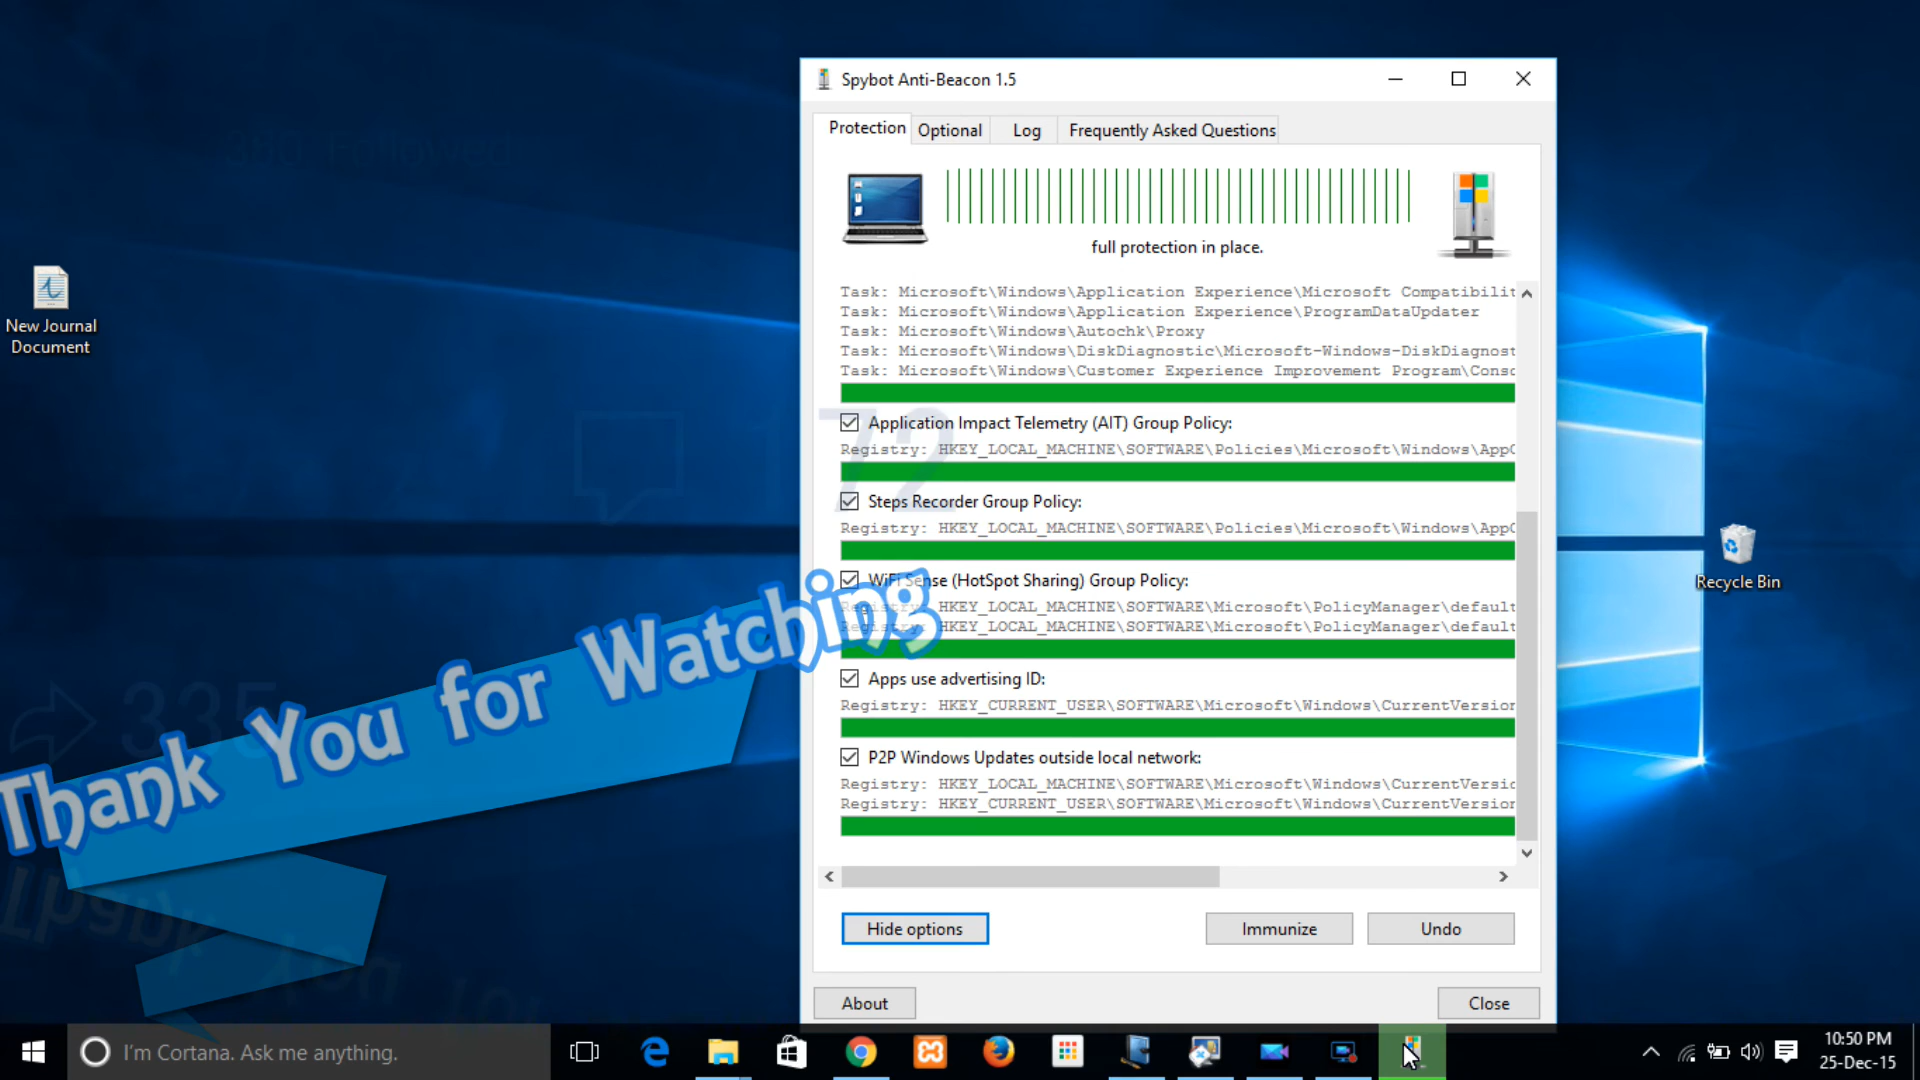 Spybot Anti-Beacon 1.5
Protection
Optional
Log
Frequently Asked Questions
380 Followed
full protection in place.
New Journal
Document
Task: Microsoft\Windows\Application Experience\Microsoft Compatibilit
Task: Microsoft\Windows\Application Experience\ProgramDataUpdater
Task: Microsoft\Windows\Autochk\Proxy
Task: Microsoft\Windows\DiskDiagnostic\Microsoft-Windows-DiskDiagnost
Task: Microsoft\Windows\Customer Experience Improvement Program\Conso
72
Application Impact Telemetry (AIT) Group Policy:
Registry: HKEY_LOCAL_MACHINE\SOFTWARE\Policies\Microsoft\Windows\AppC
Steps Recorder Group Policy:
Registry: HKEY_LOCAL_MACHINE\SOFTWARE\Policies\Microsoft\Windows\AppC
WiFi Sense (HotSpot Sharing) Group Policy:
Registry: HKEY_LOCAL_MACHINE\SOFTWARE\Microsoft\PolicyManager\default
Registry: HKEY_LOCAL_MACHINE\SOFTWARE\Microsoft\PolicyManager\default
Recycle Bin
Apps use advertising ID:
Registry: HKEY_CURRENT_USER\SOFTWARE\Microsoft\Windows\CurrentVersion
335
Thank You for Watching
P2P Windows Updates outside local network:
Registry: HKEY_LOCAL_MACHINE\SOFTWARE\Microsoft\Windows\CurrentVersio
Registry: HKEY_CURRENT_USER\SOFTWARE\Microsoft\Windows\CurrentVersion
Hide options
Immunize
Undo
About
Close
I'm Cortana. Ask me anything.
10:50 PM
25-Dec-15